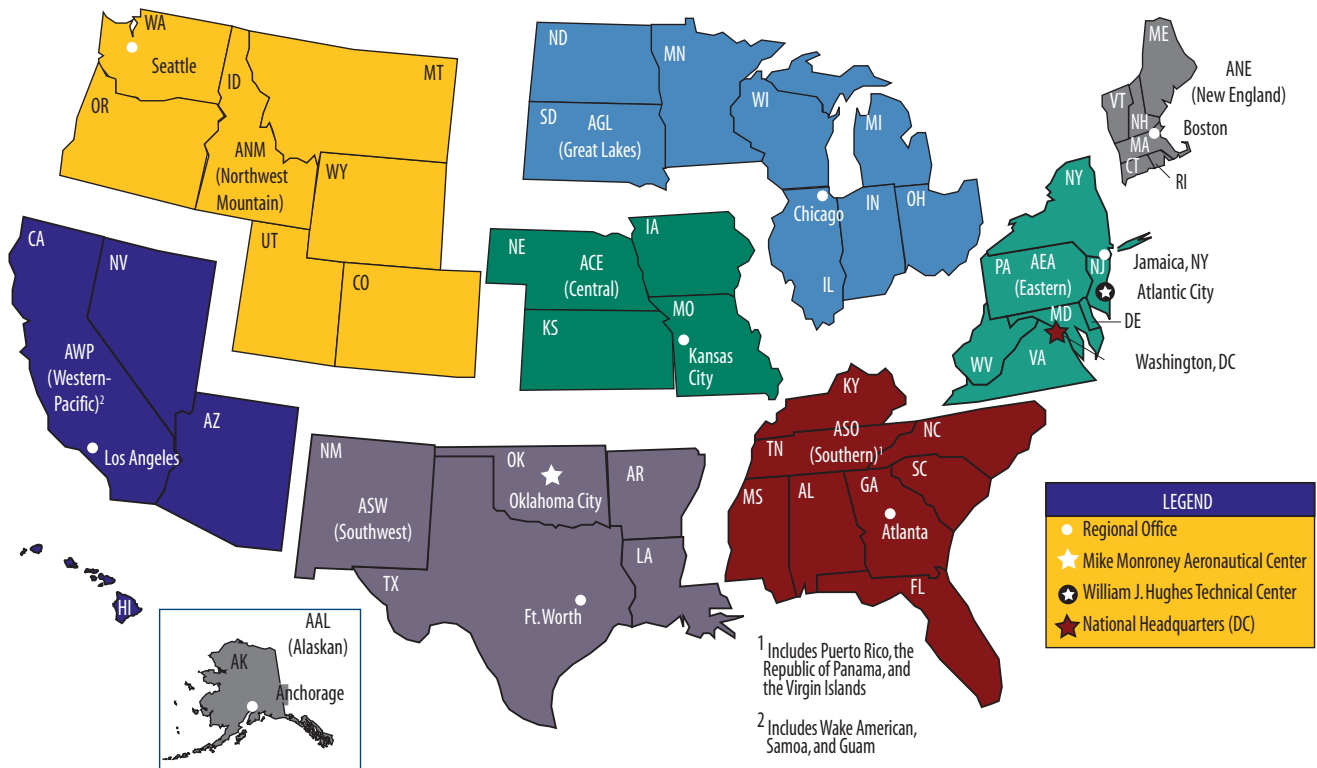 WA
Seattle
OR
ID
MT
ANM
(Northwest
Mountain)
WY
UT
CO
ND
MN
SD
AGL
(Great Lakes)
WI
MI
Chicago
IL
IN
OH
ME
VT
NH
MA
CT
RI
ANE
(New England)
Boston
NY
PA
AEA
(Eastern)
NJ
Jamaica, NY
Atlantic City
MD
DE
WV
VA
Washington, DC
CA
NV
AWP
(Western-
Pacific)2
AZ
Los Angeles
HI
NE
IA
ACE
(Central)
KS
MO
Kansas
City
NM
OK
Oklahoma City
AR
ASW
(Southwest)
TX
LA
Ft. Worth
KY
TN
ASO
(Southern)1
NC
SC
MS
AL
GA
Atlanta
FL
AAL
(Alaskan)
AK
Anchorage
1 Includes Puerto Rico, the
Republic of Panama, and
the Virgin Islands
2 Includes Wake American,
Samoa, and Guam
LEGEND
Regional Office
Mike Monroney Aeronautical Center
William J. Hughes Technical Center
National Headquarters (DC)